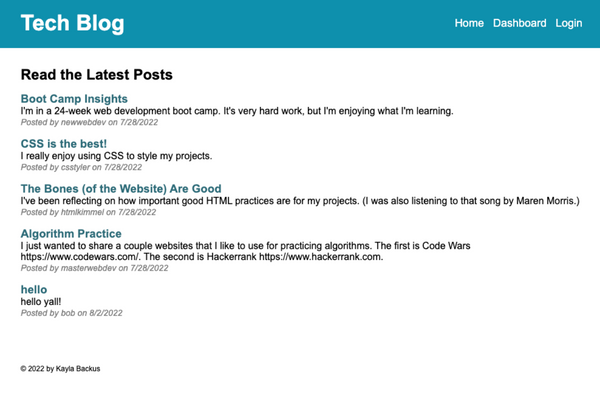 Tech Blog
Home Dashboard Login
Read the Latest Posts
Boot Camp Insights
I'm in a 24-week web development boot camp. It's very hard work, but I'm enjoying what I'm learning.
Posted by newwebdev on 7/28/2022
CSS is the best!
I really enjoy using CSS to style my projects.
Posted by csstyler on 7/28/2022
The Bones (of the Website) Are Good
I've been reflecting on how important good HTML practices are for my projects. (I was also listening to that song by Maren Morris.)
Posted by htmlkimmel on 7/28/2022
Algorithm Practice
I just wanted to share a couple websites that I like to use for practicing algorithms. The first is Code Wars
https://www.codewars.com/. The second is Hackerrank https://www.hackerrank.com.
Posted by masterwebdev on 7/28/2022
hello
hello yall!
Posted by bob on 8/2/2022
© 2022 by Kayla Backus